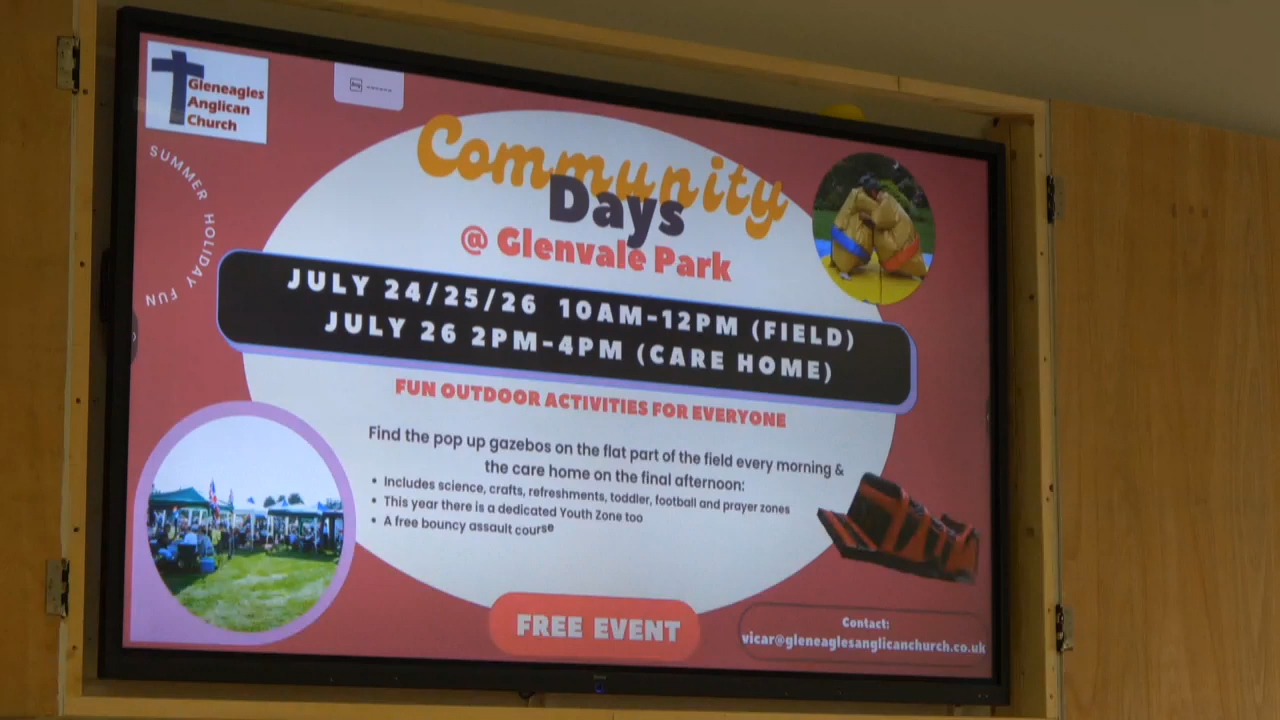 Gleneagles
Anglican
Church
SUMMER HOLIDAY FUN
Community
Days
@ Glenvale Park
JULY 24/25/26 10AM-12PM (FIELD)
JULY 26 2PM-4PM (CARE HOME)
FUN OUTDOOR ACTIVITIES FOR EVERYONE
Find the pop up gazebos on the flat part of the field every morning &
the care home on the final afternoon:
• Includes science, crafts, refreshments, toddler, football and prayer zones
• This year there is a dedicated Youth Zone too
• A free bouncy assault course
FREE EVENT
Contact:
vicar@gleneaglesanglicanchurch.co.uk